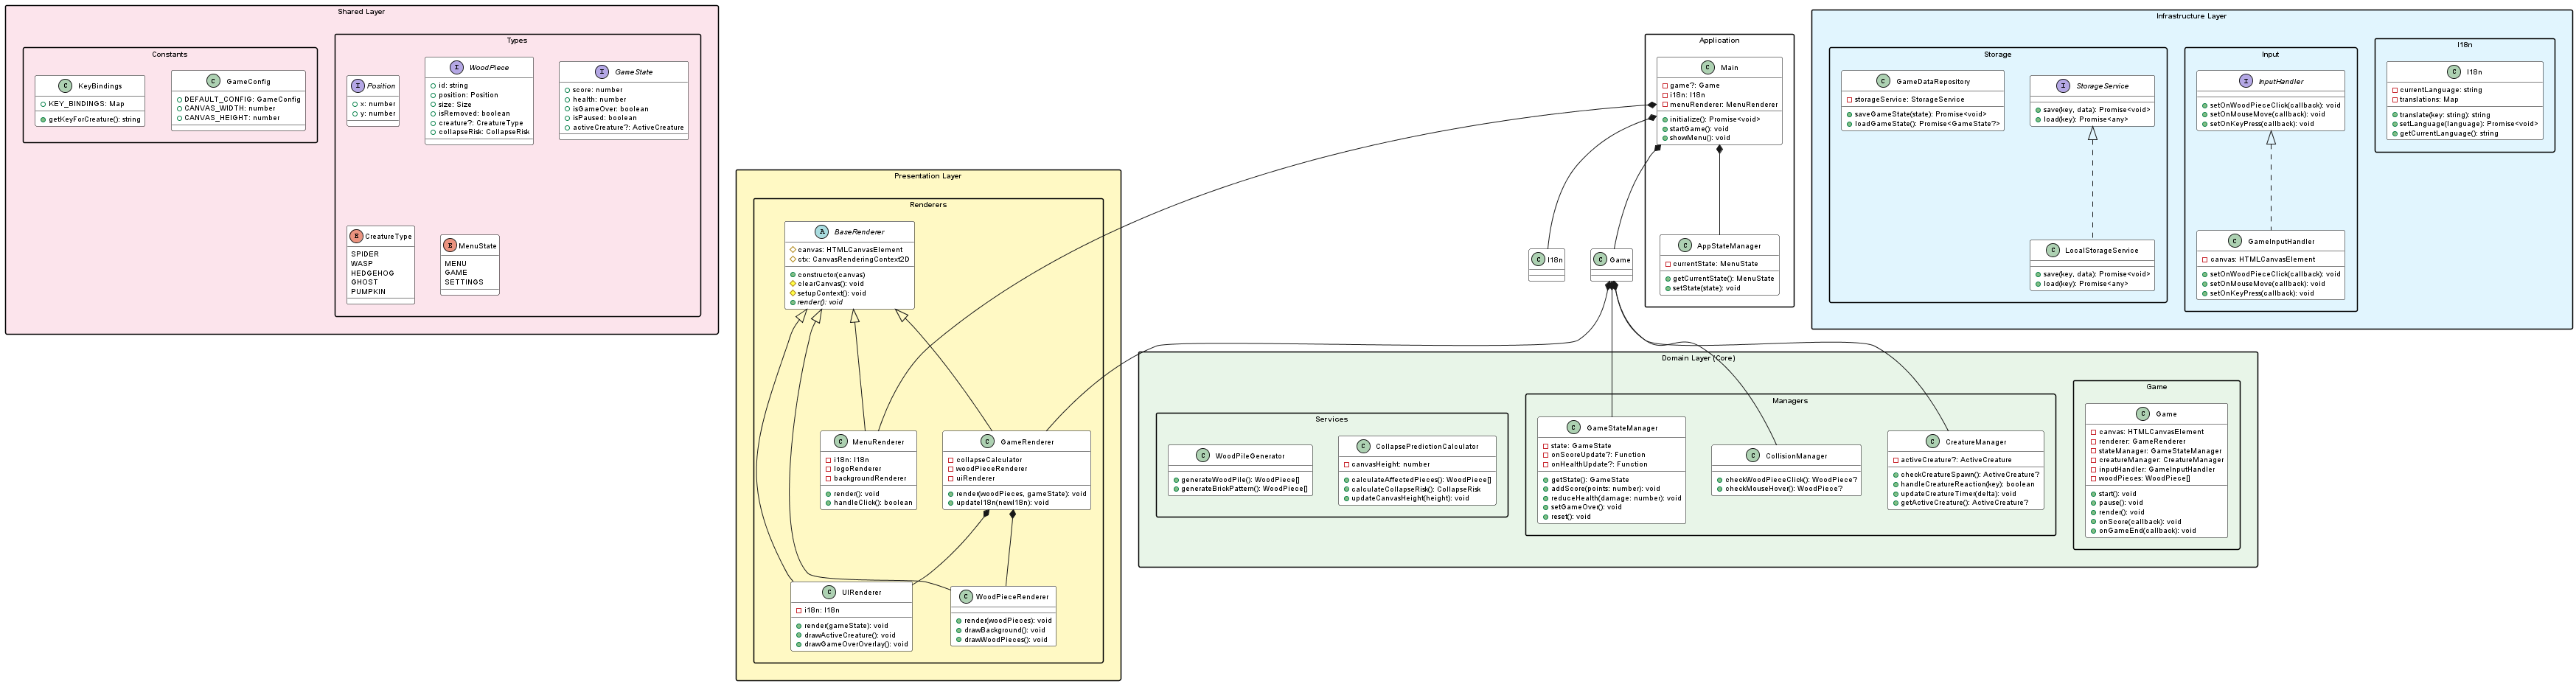 Shared Layer
Constants
C KeyBindings
KEY_BINDINGS: Map
getKeyForCreature(): string
C GameConfig
DEFAULT_CONFIG: GameConfig
CANVAS_WIDTH: number
CANVAS_HEIGHT: number
Types
I Position
x: number
y: number
I WoodPiece
id: string
position: Position
size: Size
isRemoved: boolean
creature?: CreatureType
collapseRisk: CollapseRisk
I GameState
score: number
health: number
isGameOver: boolean
isPaused: boolean
activeCreature?: ActiveCreature
E CreatureType
SPIDER
WASP
HEDGEHOG
GHOST
PUMPKIN
E MenuState
MENU
GAME
SETTINGS
Presentation Layer
Renderers
A BaseRenderer
canvas: HTMLCanvasElement
ctx: CanvasRenderingContext2D
constructor(canvas)
clearCanvas(): void
setupContext(): void
render(): void
C MenuRenderer
i18n: I18n
logoRenderer
backgroundRenderer
render(): void
handleClick(): boolean
C GameRenderer
collapseCalculator
woodPieceRenderer
uiRenderer
render(woodPieces, gameState): void
updateI18n(newI18n): void
C UIRenderer
i18n: I18n
render(gameState): void
drawActiveCreature(): void
drawGameOverOverlay(): void
C WoodPieceRenderer
render(woodPieces): void
drawBackground(): void
drawWoodPieces(): void
Application
C Main
game?: Game
i18n: I18n
menuRenderer: MenuRenderer
initialize(): Promise<void>
startGame(): void
showMenu(): void
C AppStateManager
currentState: MenuState
getCurrentState(): MenuState
setState(state): void
C I18n
C Game
Infrastructure Layer
Storage
C GameDataRepository
storageService: StorageService
saveGameState(state): Promise<void>
loadGameState(): Promise<GameState?>
I StorageService
save(key, data): Promise<void>
load(key): Promise<any>
C LocalStorageService
save(key, data): Promise<void>
load(key): Promise<any>
Input
I InputHandler
setOnWoodPieceClick(callback): void
setOnMouseMove(callback): void
setOnKeyPress(callback): void
C GameInputHandler
canvas: HTMLCanvasElement
setOnWoodPieceClick(callback): void
setOnMouseMove(callback): void
setOnKeyPress(callback): void
I18n
C I18n
currentLanguage: string
translations: Map
translate(key: string): string
setLanguage(language): Promise<void>
getCurrentLanguage(): string
Domain Layer (Core)
Services
C WoodPileGenerator
generateWoodPile(): WoodPiece[]
generateBrickPattern(): WoodPiece[]
C CollapsePredictionCalculator
canvasHeight: number
calculateAffectedPieces(): WoodPiece[]
calculateCollapseRisk(): CollapseRisk
updateCanvasHeight(height): void
Managers
C GameStateManager
state: GameState
onScoreUpdate?: Function
onHealthUpdate?: Function
getState(): GameState
addScore(points: number): void
reduceHealth(damage: number): void
setGameOver(): void
reset(): void
C CollisionManager
checkWoodPieceClick(): WoodPiece?
checkMouseHover(): WoodPiece?
C CreatureManager
activeCreature?: ActiveCreature
checkCreatureSpawn(): ActiveCreature?
handleCreatureReaction(key): boolean
updateCreatureTime(delta): void
getActiveCreature(): ActiveCreature?
Game
C Game
canvas: HTMLCanvasElement
renderer: GameRenderer
stateManager: GameStateManager
creatureManager: CreatureManager
inputHandler: GameInputHandler
woodPieces: WoodPiece[]
start(): void
pause(): void
render(): void
onScore(callback): void
onGameEnd(callback): void